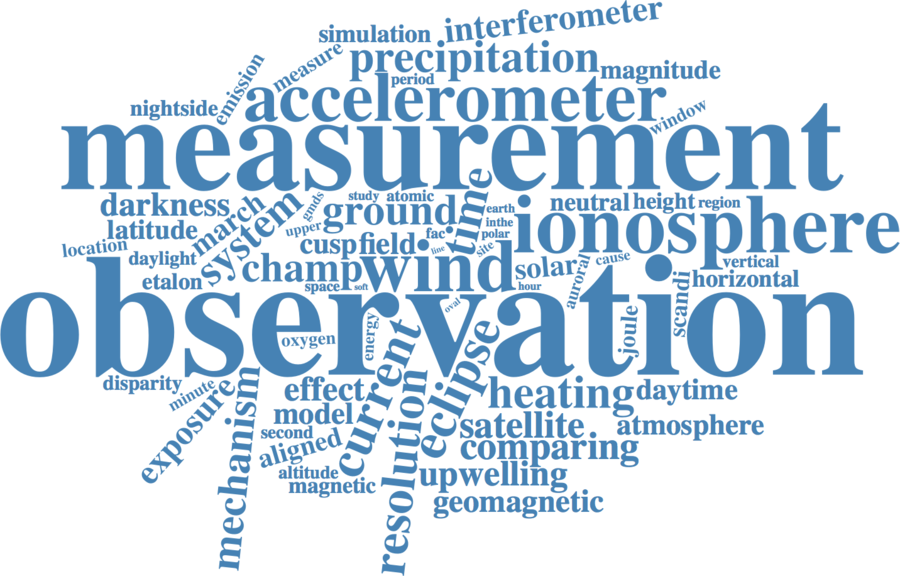 simulation
interferometer
measure
precipitation
magnitude
period
emission
nightside
accelerometer
window
measurement
darkness
gmds
study
atomic
time
earth
neutral
height
region
march
system
ground
latitude
upper
inthe
ionosphere
location
cusp
field
fac
polar
line
site
daylight
champ
wind
solar
auroral
cause
vertical
etalon
space
soft
hour
scandi
horizontal
observation
oval
oxygen
energy
joule
disparity
minute
exposure
mechanism
effect
current
resolution
eclipse
heating
daytime
model
second
aligned
satellite
atmosphere
comparing
altitude
magnetic
upwelling
geomagnetic